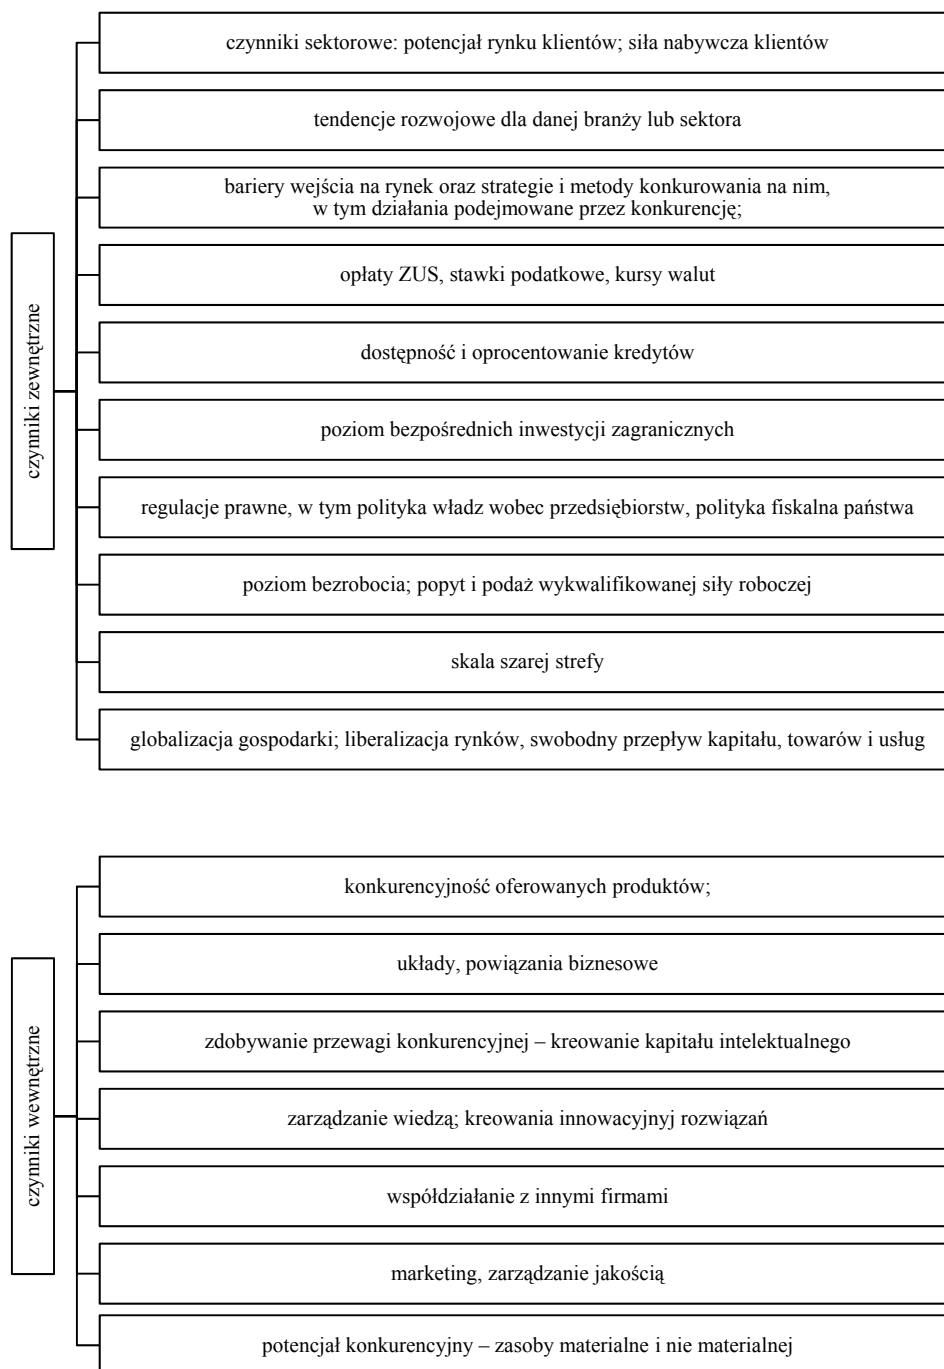 czynniki zewnętrzne
czynniki sektorowe: potencjał rynku klientów; siła nabywcza klientów
tendencje rozwojowe dla danej branży lub sektora
bariery wejścia na rynek oraz strategie i metody konkurowania na nim,
w tym działania podejmowane przez konkurencję;
opłaty ZUS, stawki podatkowe, kursy walut
dostępność i oprocentowanie kredytów
poziom bezpośrednich inwestycji zagranicznych
regulacje prawne, w tym polityka władz wobec przedsiębiorstw, polityka fiskalna państwa
poziom bezrobocia; popyt i podaż wykwalifikowanej siły roboczej
skala szarej strefy
globalizacja gospodarki; liberalizacja rynków, swobodny przepływ kapitału, towarów i usług
czynniki wewnętrzne
konkurencyjność oferowanych produktów;
układy, powiązania biznesowe
zdobywanie przewagi konkurencyjnej – kreowanie kapitału intelektualnego
zarządzanie wiedzą; kreowania innowacyjnyj rozwiązań
współdziałanie z innymi firmami
marketing, zarządzanie jakością
potencjał konkurencyjny – zasoby materialne i nie materialnej